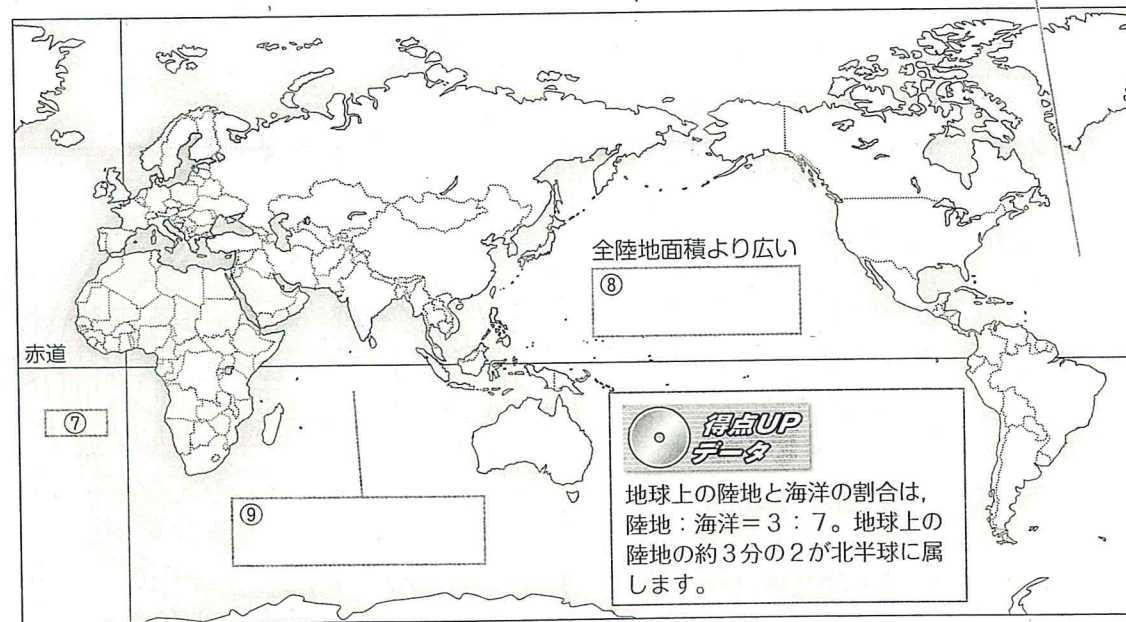 全陸地面積より広い
⑧
赤道
⑦
⑨
得点UP
データ
地球上の陸地と海洋の割合は,
陸地：海洋＝３：７。地球上の
陸地の約３分の２が北半球に属
します。